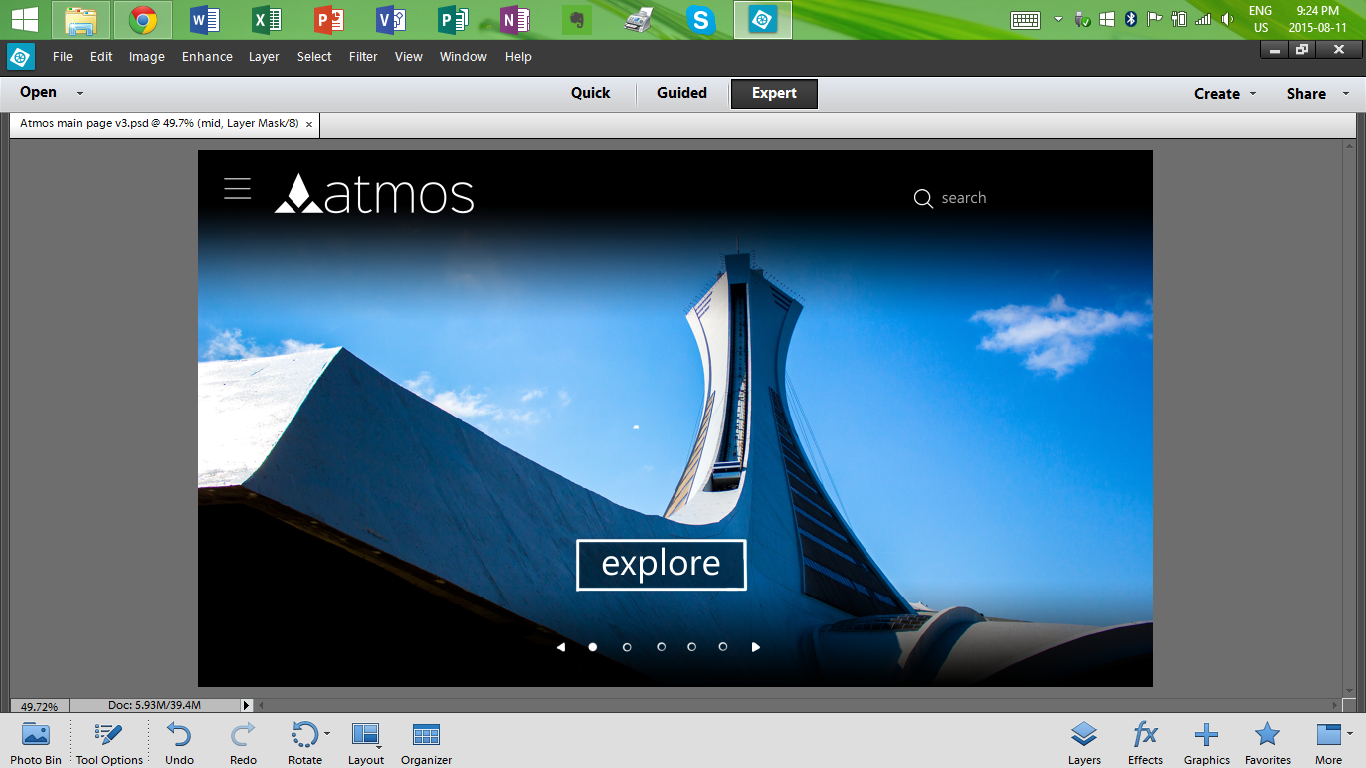 ENG 9:24 PM
US 2015-08-11
File Edit Image Enhance Layer Select Filter View Window Help
Open Quick Guided Expert Create Share
Atmos main page v3.psd @ 49.7% (mid, Layer Mask/8) ×
atmos
search
explore
49.72% Doc: 5.93M/39.4M
Photo Bin Tool Options Undo Redo Rotate Layout Organizer Layers Effects Graphics Favorites More